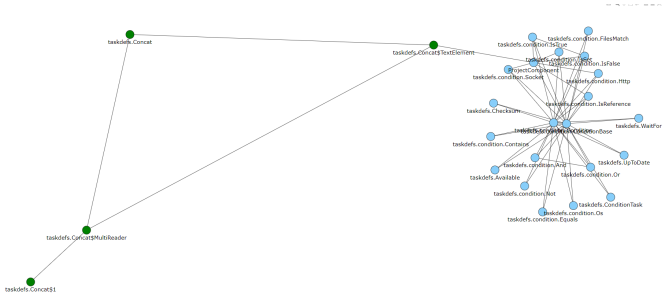 taskdefs.Concat
taskdefs.Concat$TextElement
taskdefs.condition.FilesMatch
taskdefs.condition.IsTrue
taskdefs.condition.IsFalse
ProjectComponent
taskdefs.condition.Socket
taskdefs.condition.Http
taskdefs.condition.IsReference
taskdefs.Checksum
taskdefs.WaitFor
taskdefs.condition.Contains
taskdefs.condition.And
taskdefs.UpToDate
taskdefs.Available
taskdefs.condition.Or
taskdefs.condition.Not
taskdefs.ConditionTask
taskdefs.condition.Os
taskdefs.condition.Equals
taskdefs.Concat$MultiReader
taskdefs.Concat$1